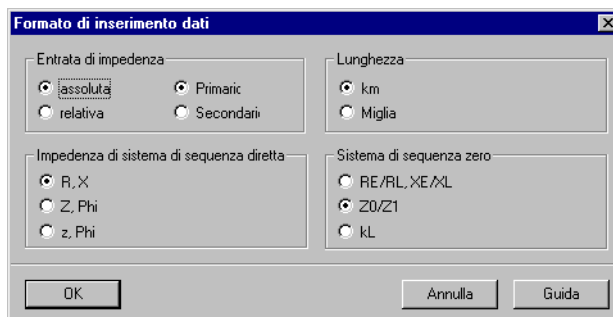 Formato di inserimento dati
Entrata di impedenza
assoluta
Primaric
relativa
Secondari
Lunghezza
km
Miglia
Impedenza di sistema di sequenza diretta
R, X
Z, Phi
z, Phi
Sistema di sequenza zero
RE/RL, XE/XL
Z0/Z1
kL
OK
Annulla
Guida